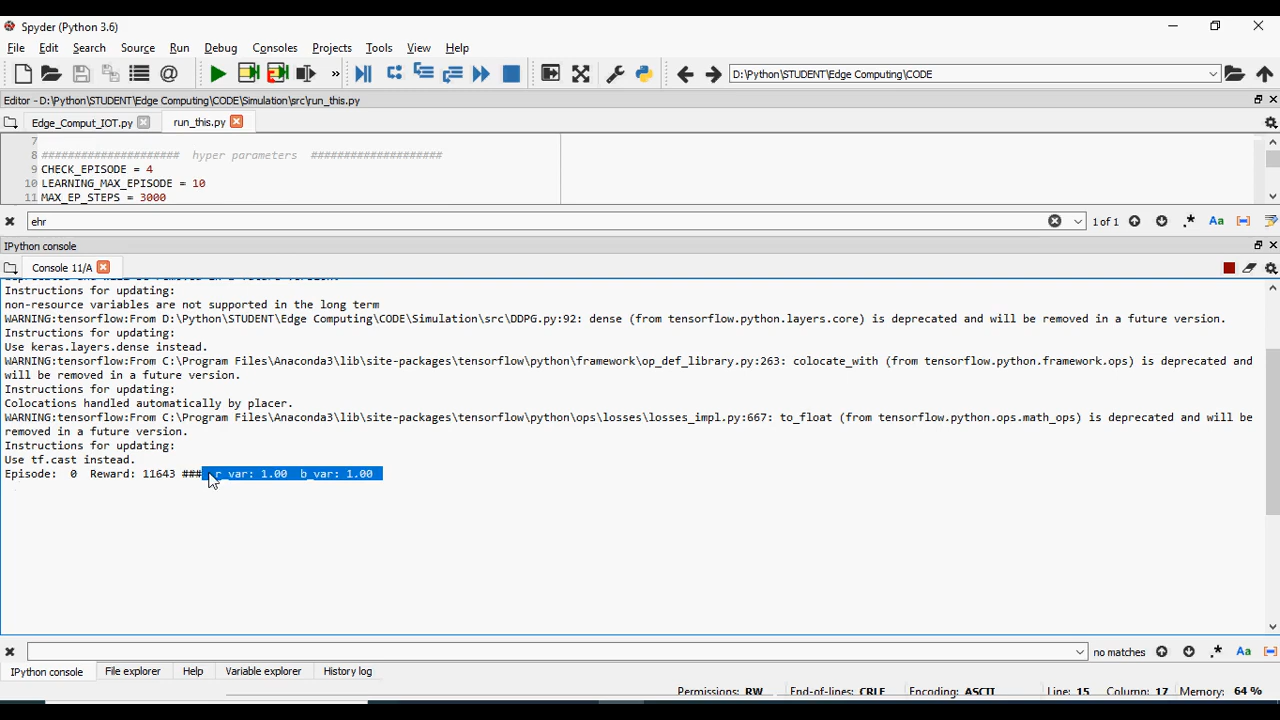 Spyder (Python 3.6)
File Edit Search Source Run Debug Consoles Projects Tools View Help
D:\Python\STUDENT\Edge Computing\CODE
Editor - D:\Python\STUDENT\Edge Computing\CODE\Simulation\src\run_this.py
Edge_Comput_IOT.py run_this.py
7
8 ##################### hyper parameters ####################
9 CHECK_EPISODE = 4
10 LEARNING_MAX_EPISODE = 10
11 MAX_EP_STEPS = 3000
ehr 1 of 1 .* Aa
IPython console
Console 11/A
Instructions for updating:
non-resource variables are not supported in the long term
WARNING:tensorflow:From D:\Python\STUDENT\Edge Computing\CODE\Simulation\src\DDPG.py:92: dense (from tensorflow.python.layers.core) is deprecated and will be removed in a future version.
Instructions for updating:
Use keras.layers.dense instead.
WARNING:tensorflow:From C:\Program Files\Anaconda3\lib\site-packages\tensorflow\python\framework\op_def_library.py:263: colocate_with (from tensorflow.python.framework.ops) is deprecated and
will be removed in a future version.
Instructions for updating:
Colocations handled automatically by placer.
WARNING:tensorflow:From C:\Program Files\Anaconda3\lib\site-packages\tensorflow\python\ops\losses\losses_impl.py:667: to_float (from tensorflow.python.ops.math_ops) is deprecated and will be
removed in a future version.
Instructions for updating:
Use tf.cast instead.
Episode: 0 Reward: 11643 ### r_var: 1.00 b_var: 1.00
no matches .* Aa
IPython console File explorer Help Variable explorer History log
Permissions: RW End-of-lines: CRLF Encoding: ASCII Line: 15 Column: 17 Memory: 64 %